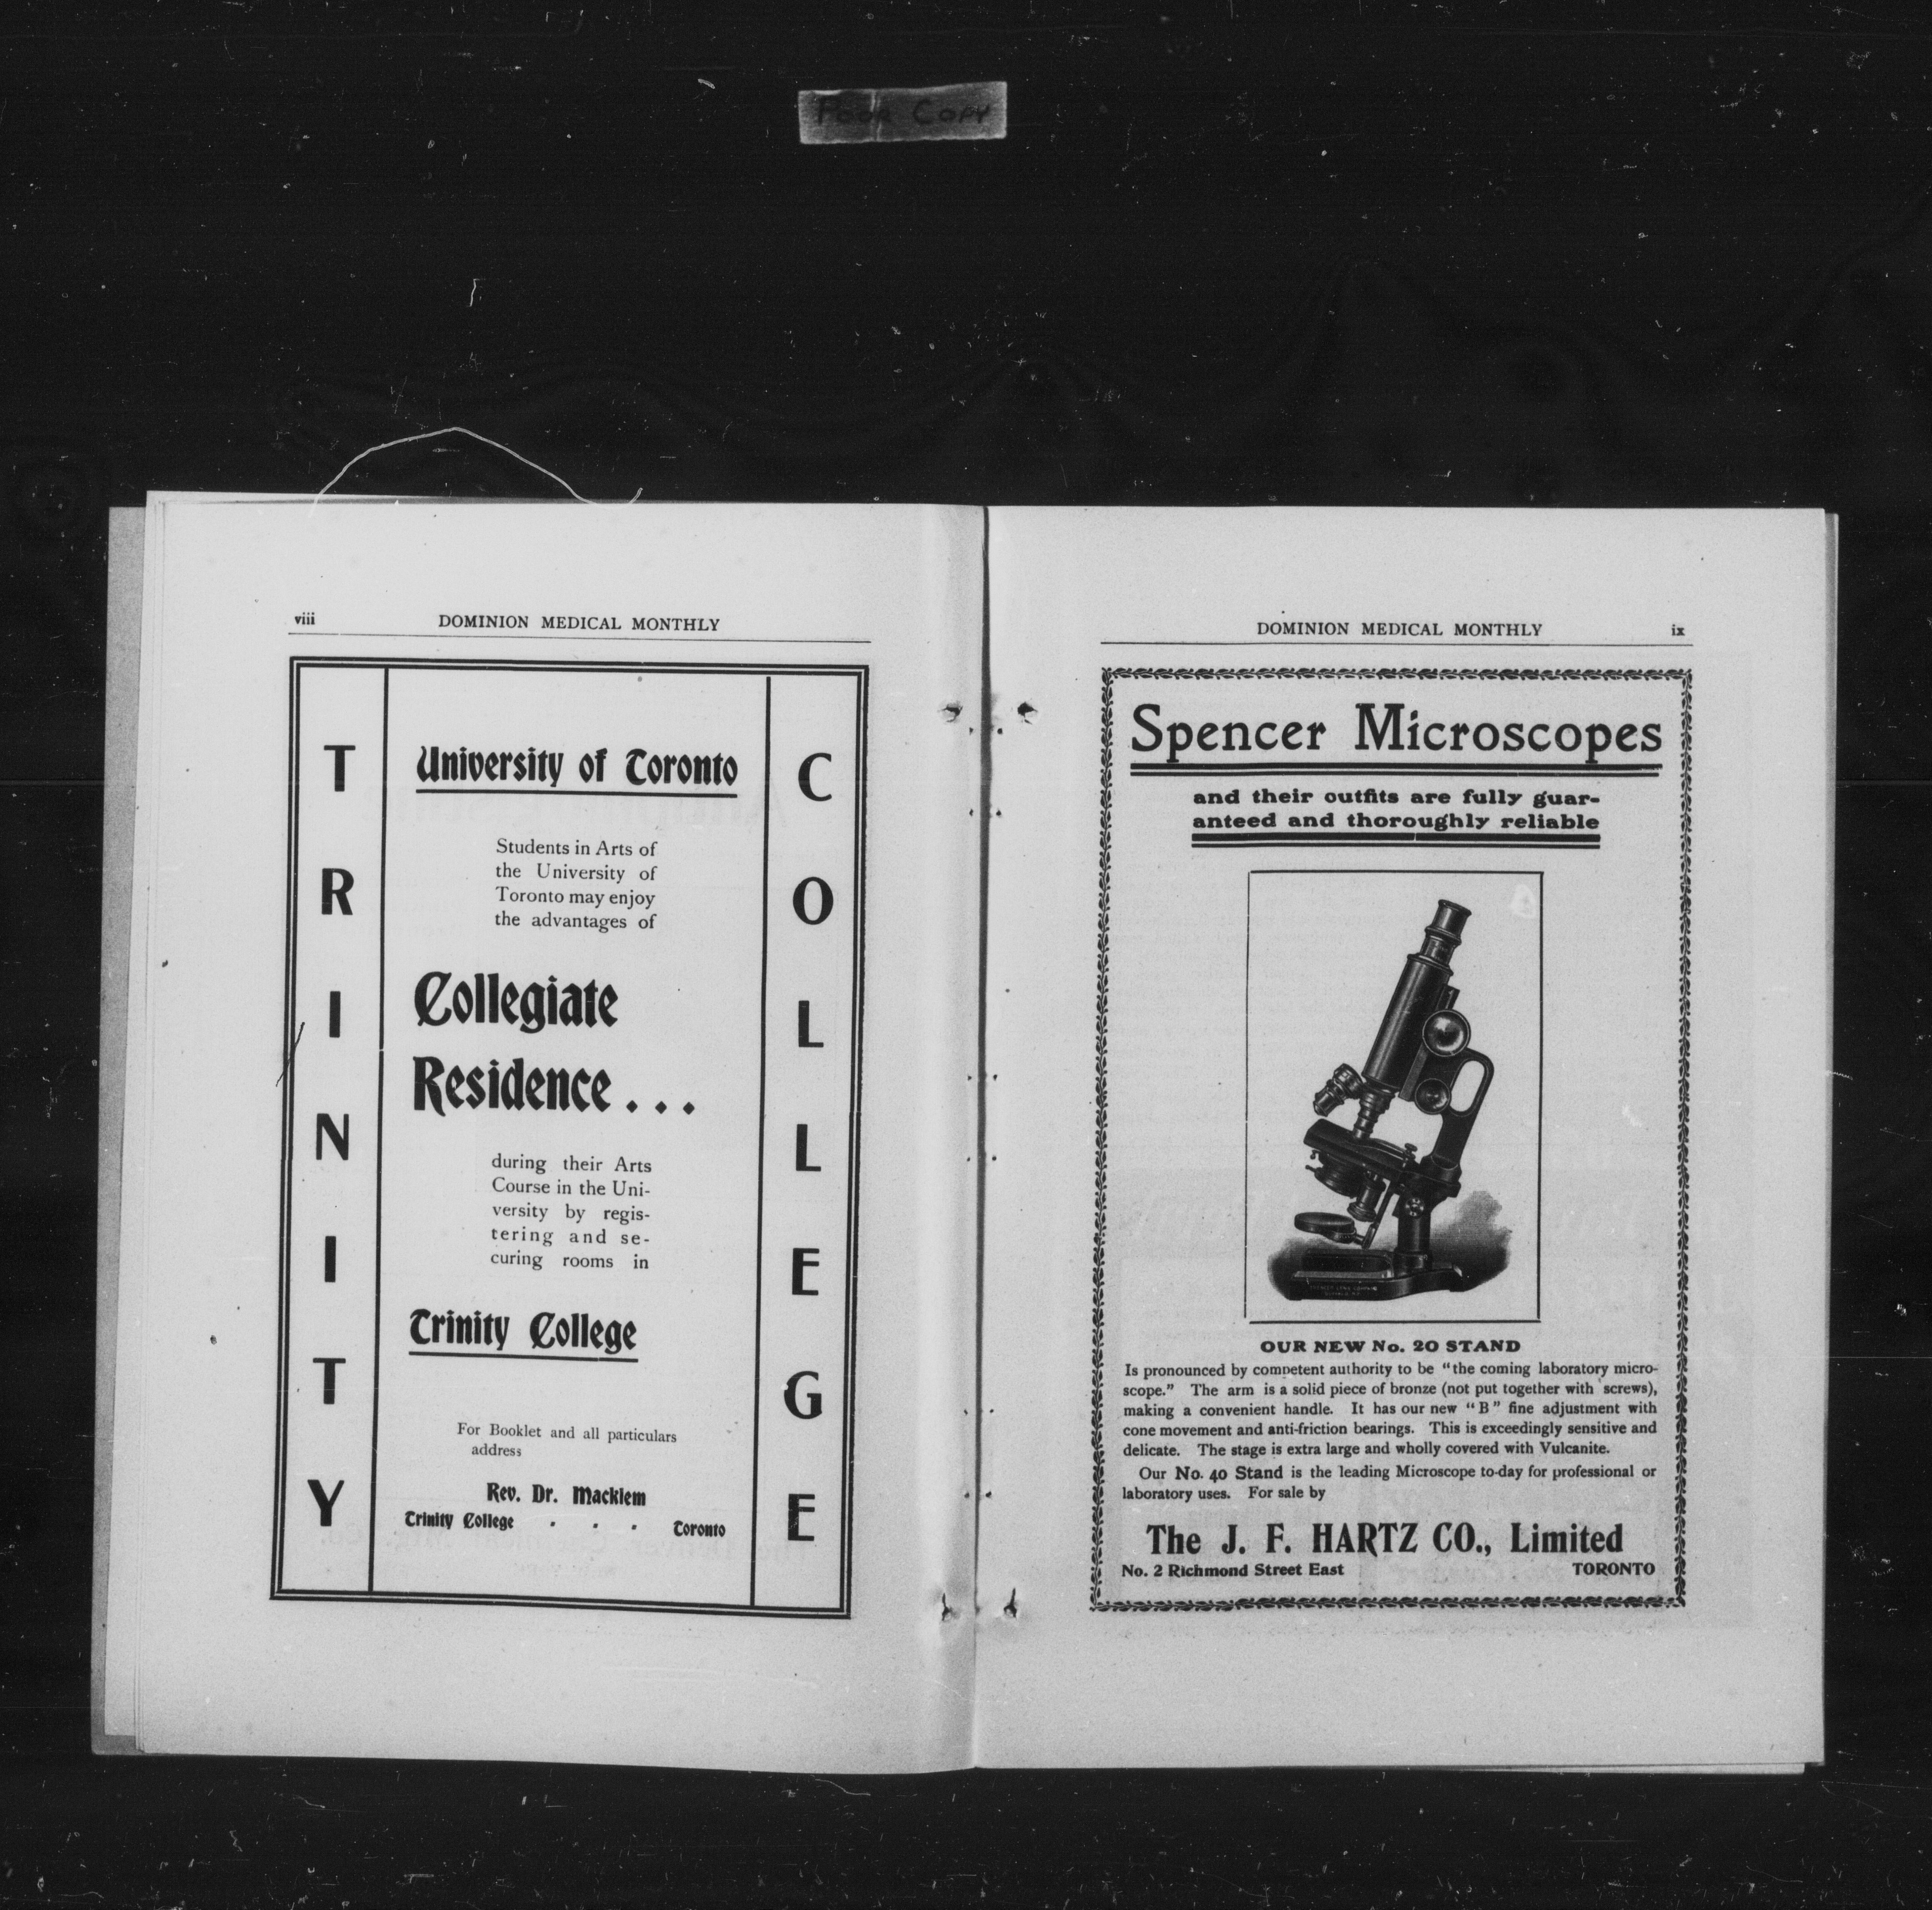 Poor Copy
viii DOMINION MEDICAL MONTHLY
TRINITY
COLLEGE
University of Toronto
Students in Arts of
the University of
Toronto may enjoy
the advantages of
Collegiate
Residence . . .
during their Arts
Course in the Uni-
versity by regis-
tering and se-
curing rooms in
Trinity College
For Booklet and all particulars
address
Rev. Dr. Macklem
Trinity College . . . Toronto
DOMINION MEDICAL MONTHLY ix
Spencer Microscopes
and their outfits are fully guar-
anteed and thoroughly reliable
OUR NEW No. 20 STAND
Is pronounced by competent authority to be "the coming laboratory micro-
scope." The arm is a solid piece of bronze (not put together with screws),
making a convenient handle. It has our new "B" fine adjustment with
cone movement and anti-friction bearings. This is exceedingly sensitive and
delicate. The stage is extra large and wholly covered with Vulcanite.
Our No. 40 Stand is the leading Microscope to-day for professional or
laboratory uses. For sale by
The J. F. HARTZ CO., Limited
No. 2 Richmond Street East TORONTO